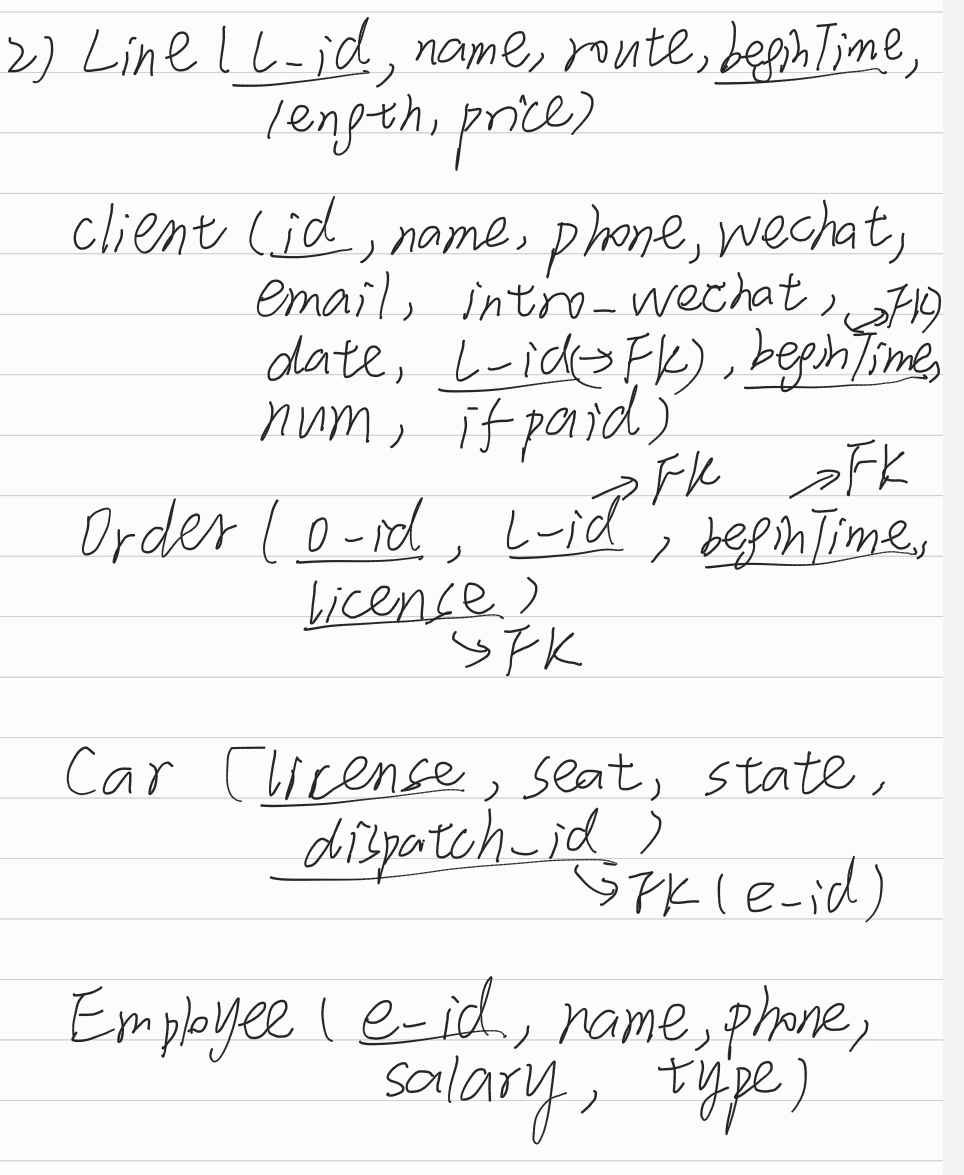 2) Line ( L-id, name, route, beginTime,
length, price)
client (id, name, phone, wechat,
email, intro-wechat, ↪FK)
date, L-id(→FK), beginTime,
num, ifpaid)
→FK →FK
Order ( O-id, L-id, beginTime,
licence)
↪FK
Car (license, seat, state,
dispatch_id)
↪FK (e-id)
Employee ( e-id, name, phone,
salary, type)